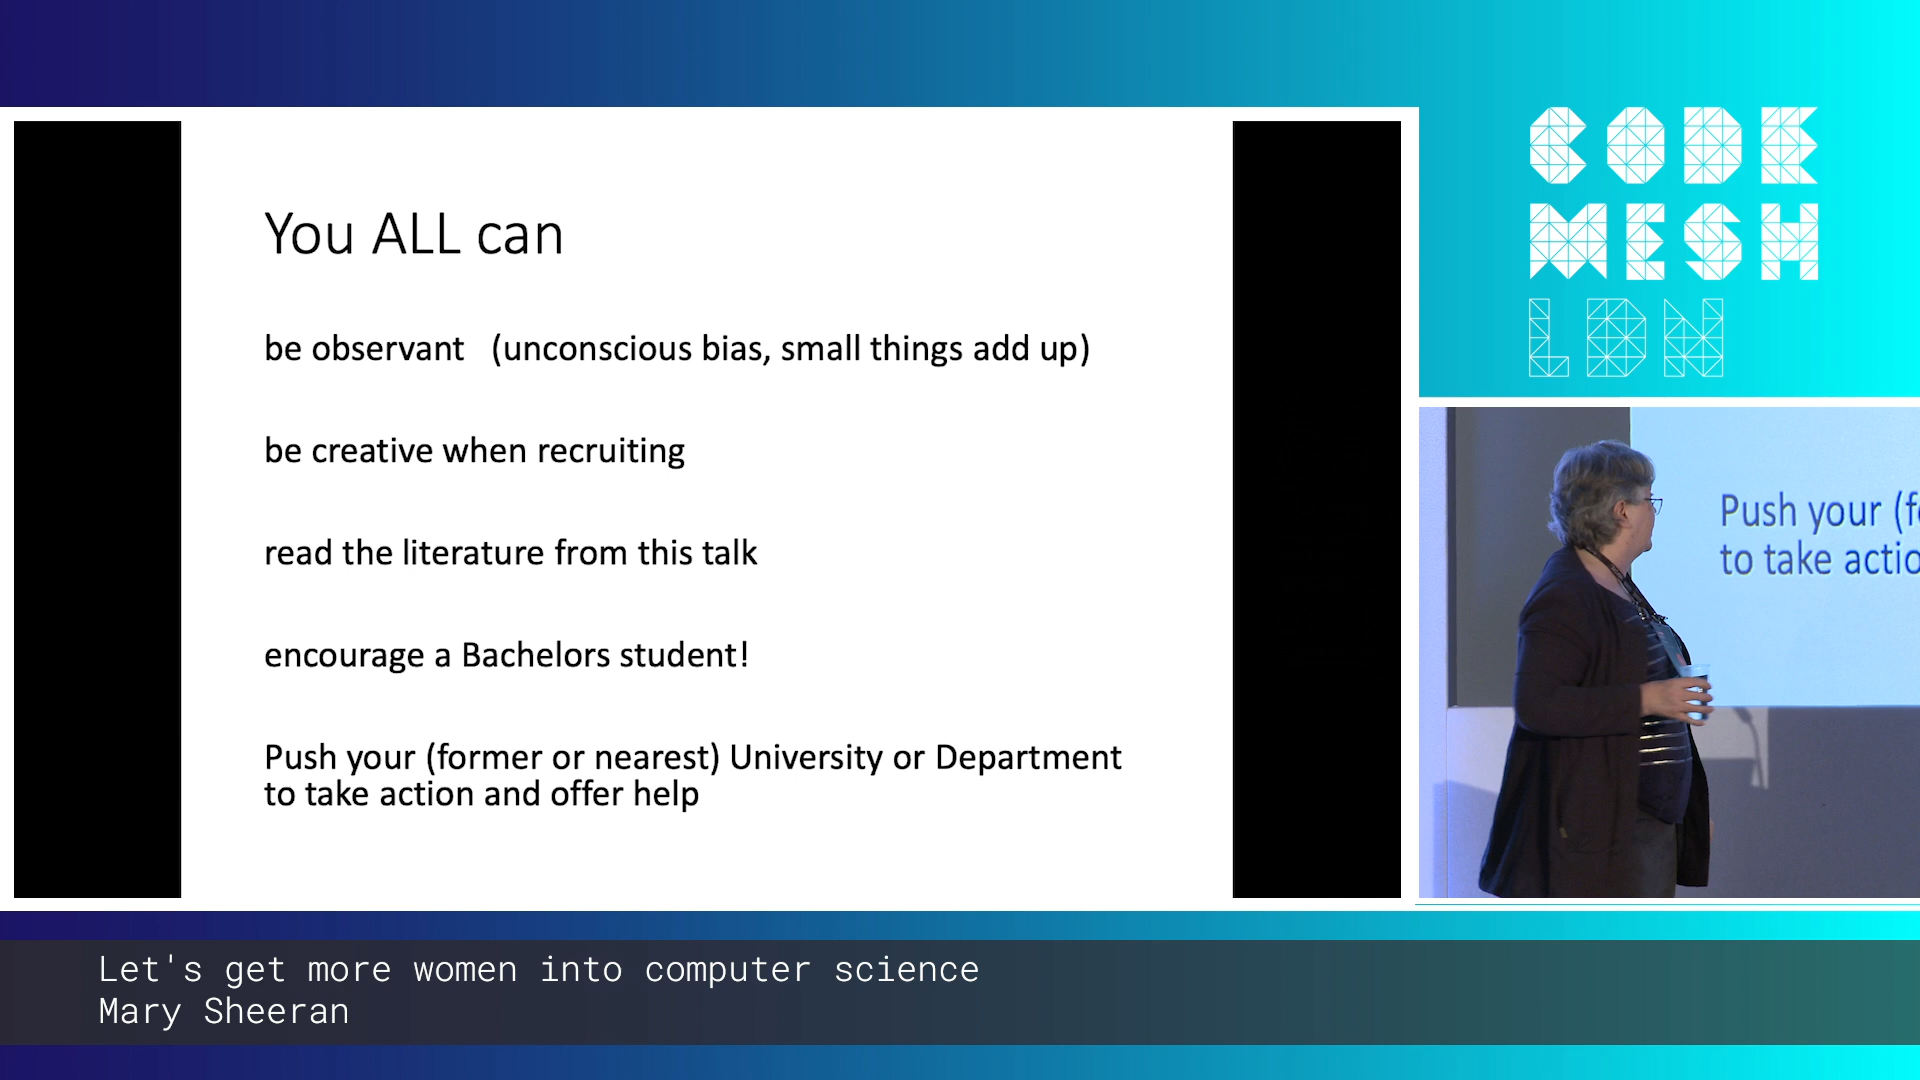 You ALL can
be observant (unconscious bias, small things add up)
be creative when recruiting
read the literature from this talk
encourage a Bachelors student!
Push your (former or nearest) University or Department
to take action and offer help
CODE
MESH
LDN
Push your (f
to take actio
Let's get more women into computer science
Mary Sheeran